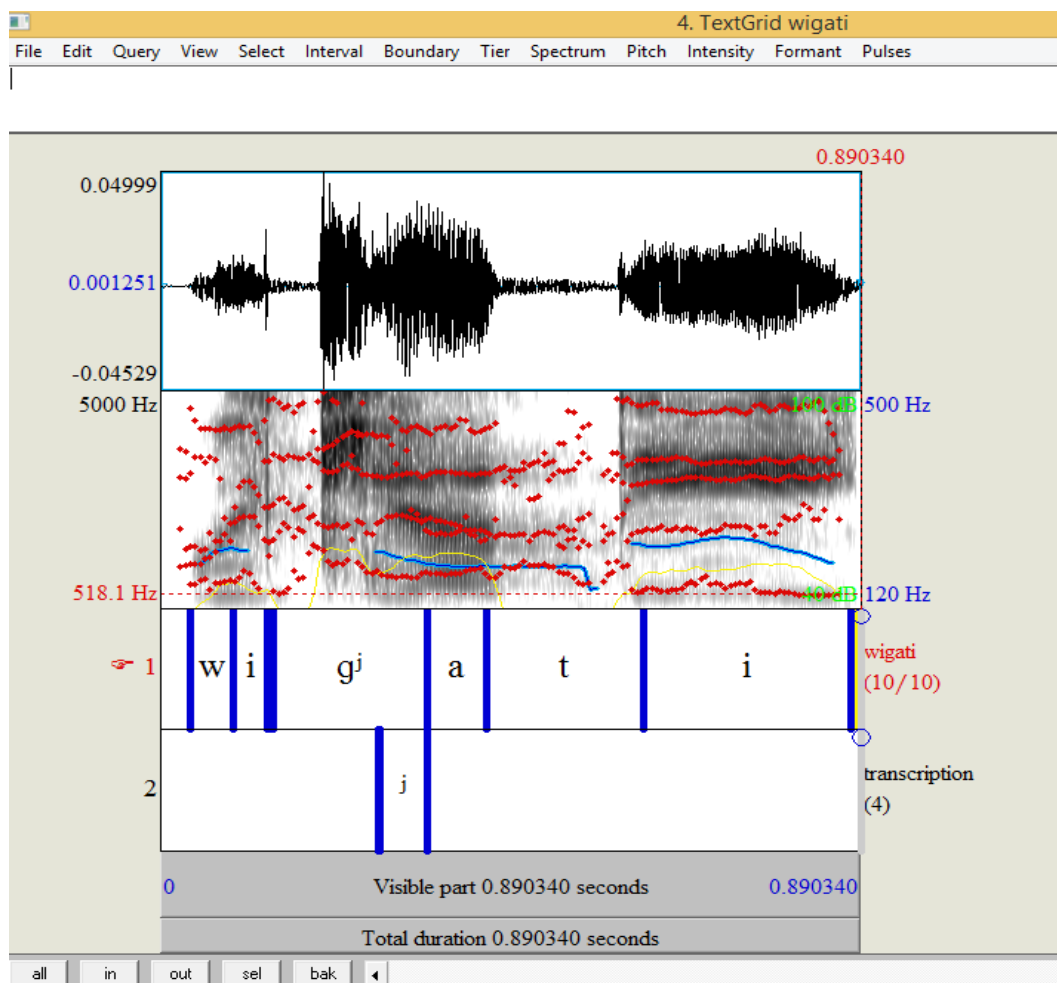 4. TextGrid wigati
File Edit Query View Select Interval Boundary Tier Spectrum Pitch Intensity Formant Pulses
0.890340
0.04999
0.001251
-0.04529
5000 Hz 100 dB 500 Hz
518.1 Hz 40 dB 120 Hz
1 w i gʲ a t i wigati
(10/10)
2 j transcription
(4)
0 Visible part 0.890340 seconds 0.890340
Total duration 0.890340 seconds
all in out sel bak